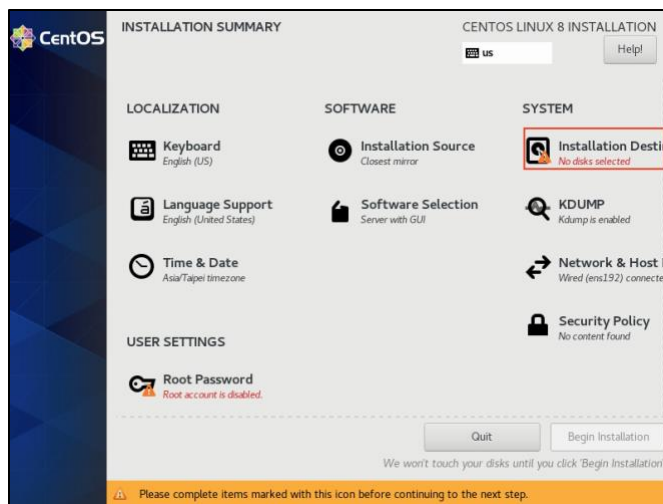 CentOS
INSTALLATION SUMMARY
CENTOS LINUX 8 INSTALLATION
us
Help!
LOCALIZATION
Keyboard
English (US)
Language Support
English (United States)
Time & Date
Asia/Taipei timezone
SOFTWARE
Installation Source
Closest mirror
Software Selection
Server with GUI
SYSTEM
Installation Desti
No disks selected
KDUMP
Kdump is enabled
Network & Host
Wired (ens192) connecte
Security Policy
No content found
USER SETTINGS
Root Password
Root account is disabled.
Quit
Begin Installation
We won't touch your disks until you click 'Begin Installation'
Please complete items marked with this icon before continuing to the next step.